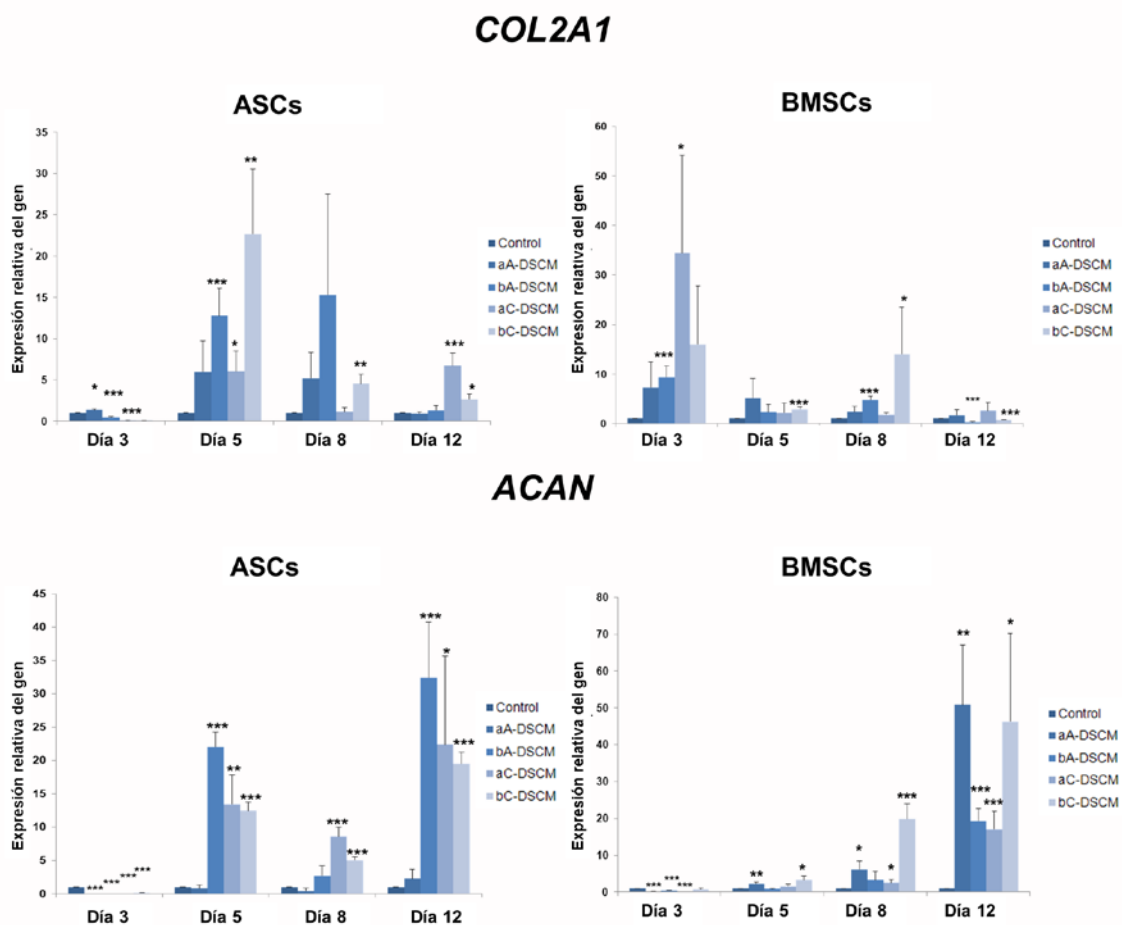 COL2A1
ASCs
Expresión relativa del gen
35
30
25
20
15
10
5
0
* *** *** *** * ** ** *** *
Día 3 Día 5 Día 8 Día 12
Control
aA-DSCM
bA-DSCM
aC-DSCM
bC-DSCM
BMSCs
Expresión relativa del gen
60
50
40
30
20
10
0
*** * *** *** * *** ***
Día 3 Día 5 Día 8 Día 12
Control
aA-DSCM
bA-DSCM
aC-DSCM
bC-DSCM
ACAN
ASCs
Expresión relativa del gen
45
40
35
30
25
20
15
10
5
0
*** *** *** *** *** ** *** *** *** *** * ***
Día 3 Día 5 Día 8 Día 12
Control
aA-DSCM
bA-DSCM
aC-DSCM
bC-DSCM
BMSCs
Expresión relativa del gen
80
70
60
50
40
30
20
10
0
*** *** *** ** * * * *** ** *** *** *
Día 3 Día 5 Día 8 Día 12
Control
aA-DSCM
bA-DSCM
aC-DSCM
bC-DSCM